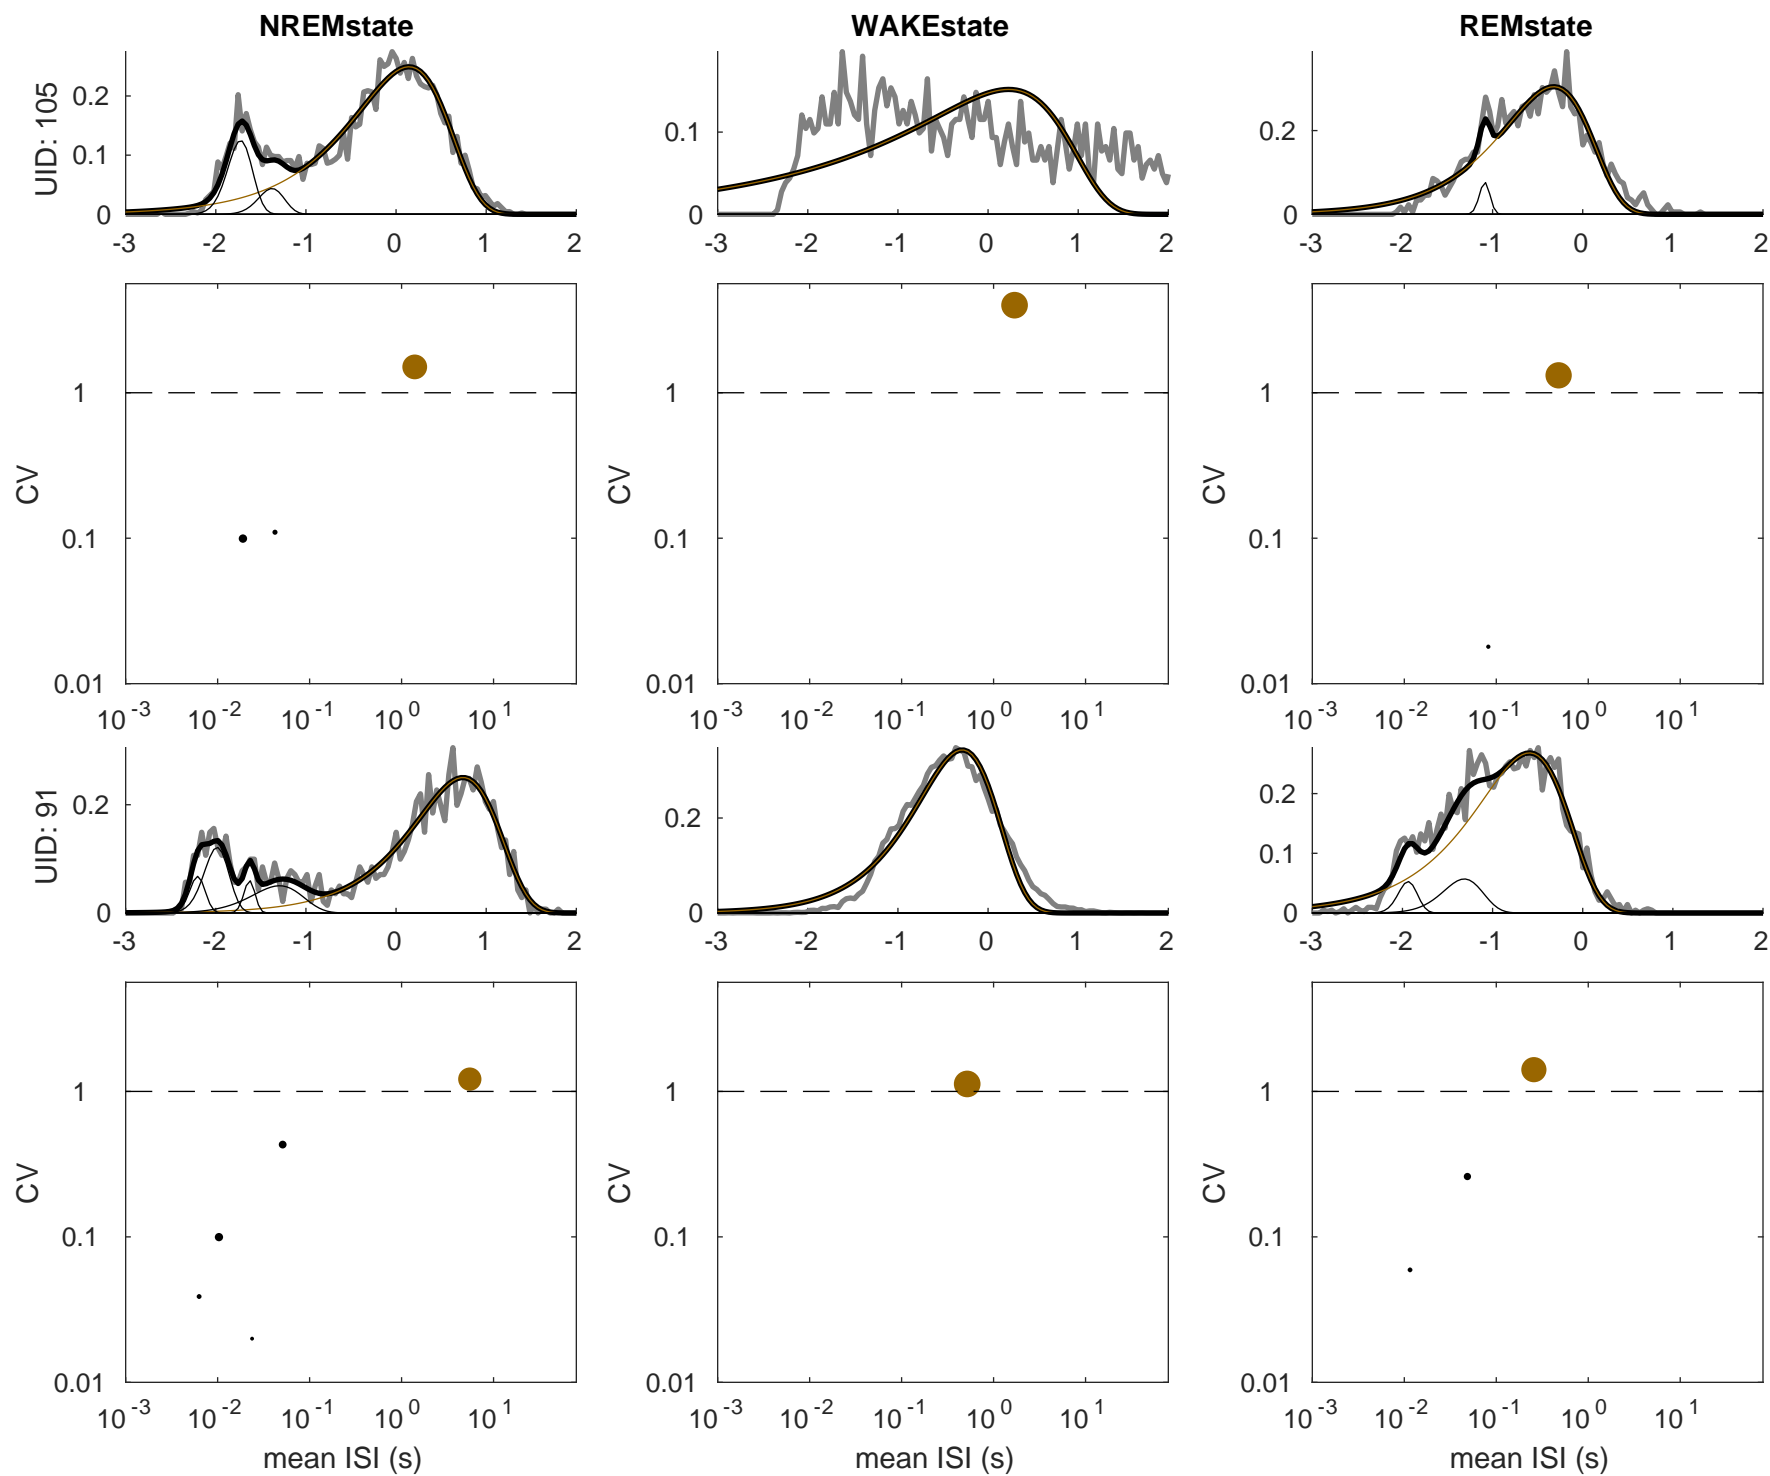 NREMstate WAKEstate REMstate
UID: 105
0.2 0.1 0
0.1 0
0.2 0
-3 -2 -1 0 1 2
-3 -2 -1 0 1 2
-3 -2 -1 0 1 2
CV 1 0.1 0.01
CV 1 0.1 0.01
CV 1 0.1 0.01
10^-3 10^-2 10^-1 10^0 10^1
10^-3 10^-2 10^-1 10^0 10^1
10^-3 10^-2 10^-1 10^0 10^1
UID: 91
0.2 0
0.2 0
0.2 0.1 0
-3 -2 -1 0 1 2
-3 -2 -1 0 1 2
-3 -2 -1 0 1 2
CV 1 0.1 0.01
CV 1 0.1 0.01
CV 1 0.1 0.01
10^-3 10^-2 10^-1 10^0 10^1
10^-3 10^-2 10^-1 10^0 10^1
10^-3 10^-2 10^-1 10^0 10^1
mean ISI (s) mean ISI (s) mean ISI (s)